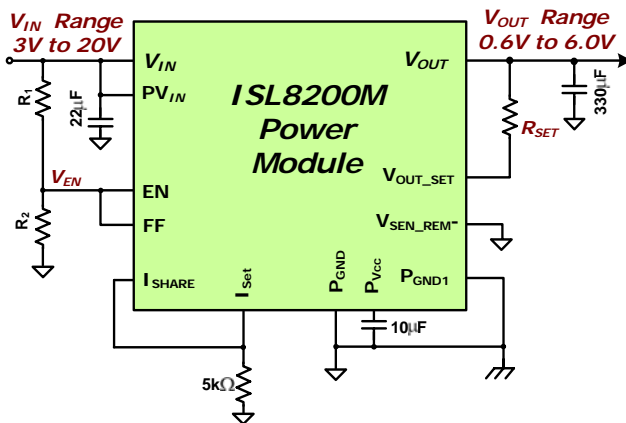 VIN Range
3V to 20V
VOUT Range
0.6V to 6.0V
VIN
PVIN
VOUT
ISL8200M
Power
Module
R1
22µF
330µF
RSET
VOUT_SET
VEN
EN
FF
R2
VSEN_REM-
ISHARE
ISet
PGND
PVcc
PGND1
10µF
5kΩ